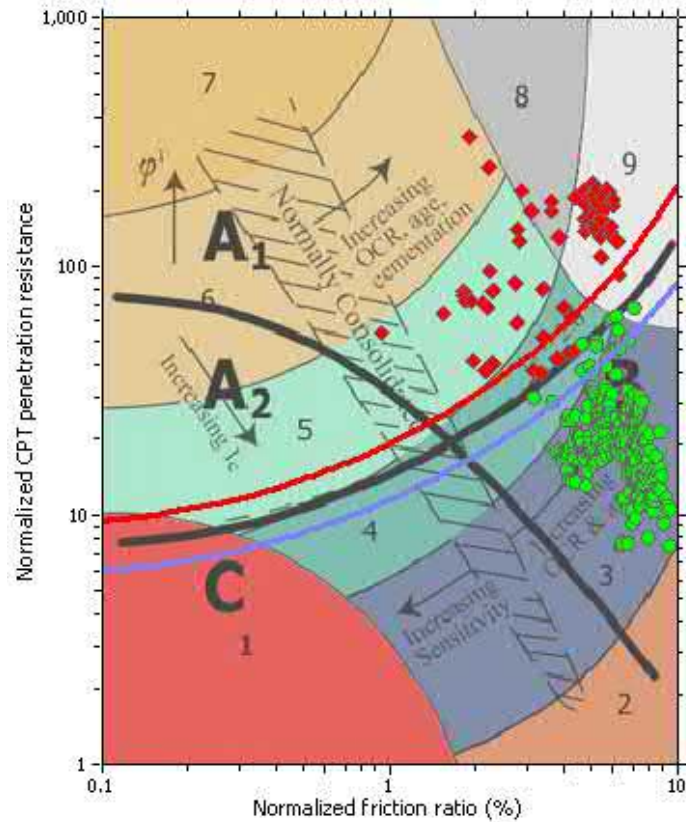 1,000
100
10
1
Normalized CPT penetration resistance
0.1
1
10
Normalized friction ratio (%)
7
8
9
φ'
A1
Increasing
OCR, age,
cementation
Normally Consolidated
6
A2
Increasing Ic
5
4
Increasing
3
C
Increasing
Sensitivity
1
2